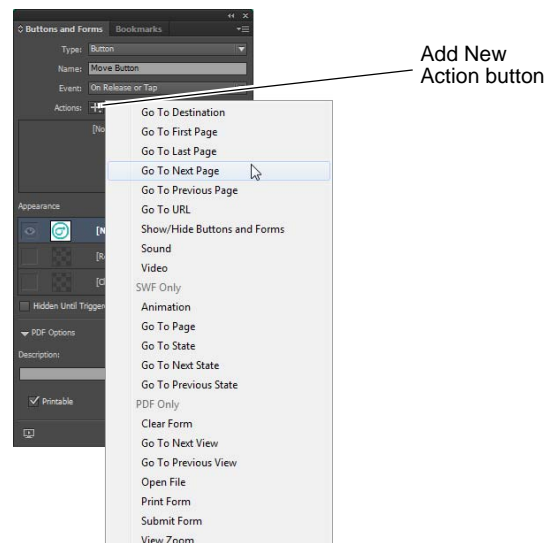 Buttons and Forms Bookmarks
Type: Button
Name: Move Button
Event: On Release or Tap
Actions:
Add New
Action button
[No
Go To Destination
Go To First Page
Go To Last Page
Go To Next Page
Go To Previous Page
Go To URL
Show/Hide Buttons and Forms
Sound
Video
SWF Only
Animation
Go To Page
Go To State
Go To Next State
Go To Previous State
PDF Only
Clear Form
Go To Next View
Go To Previous View
Open File
Print Form
Submit Form
View Zoom
Appearance
[N
[R
[Cl
Hidden Until Trigger
PDF Options
Description:
Printable